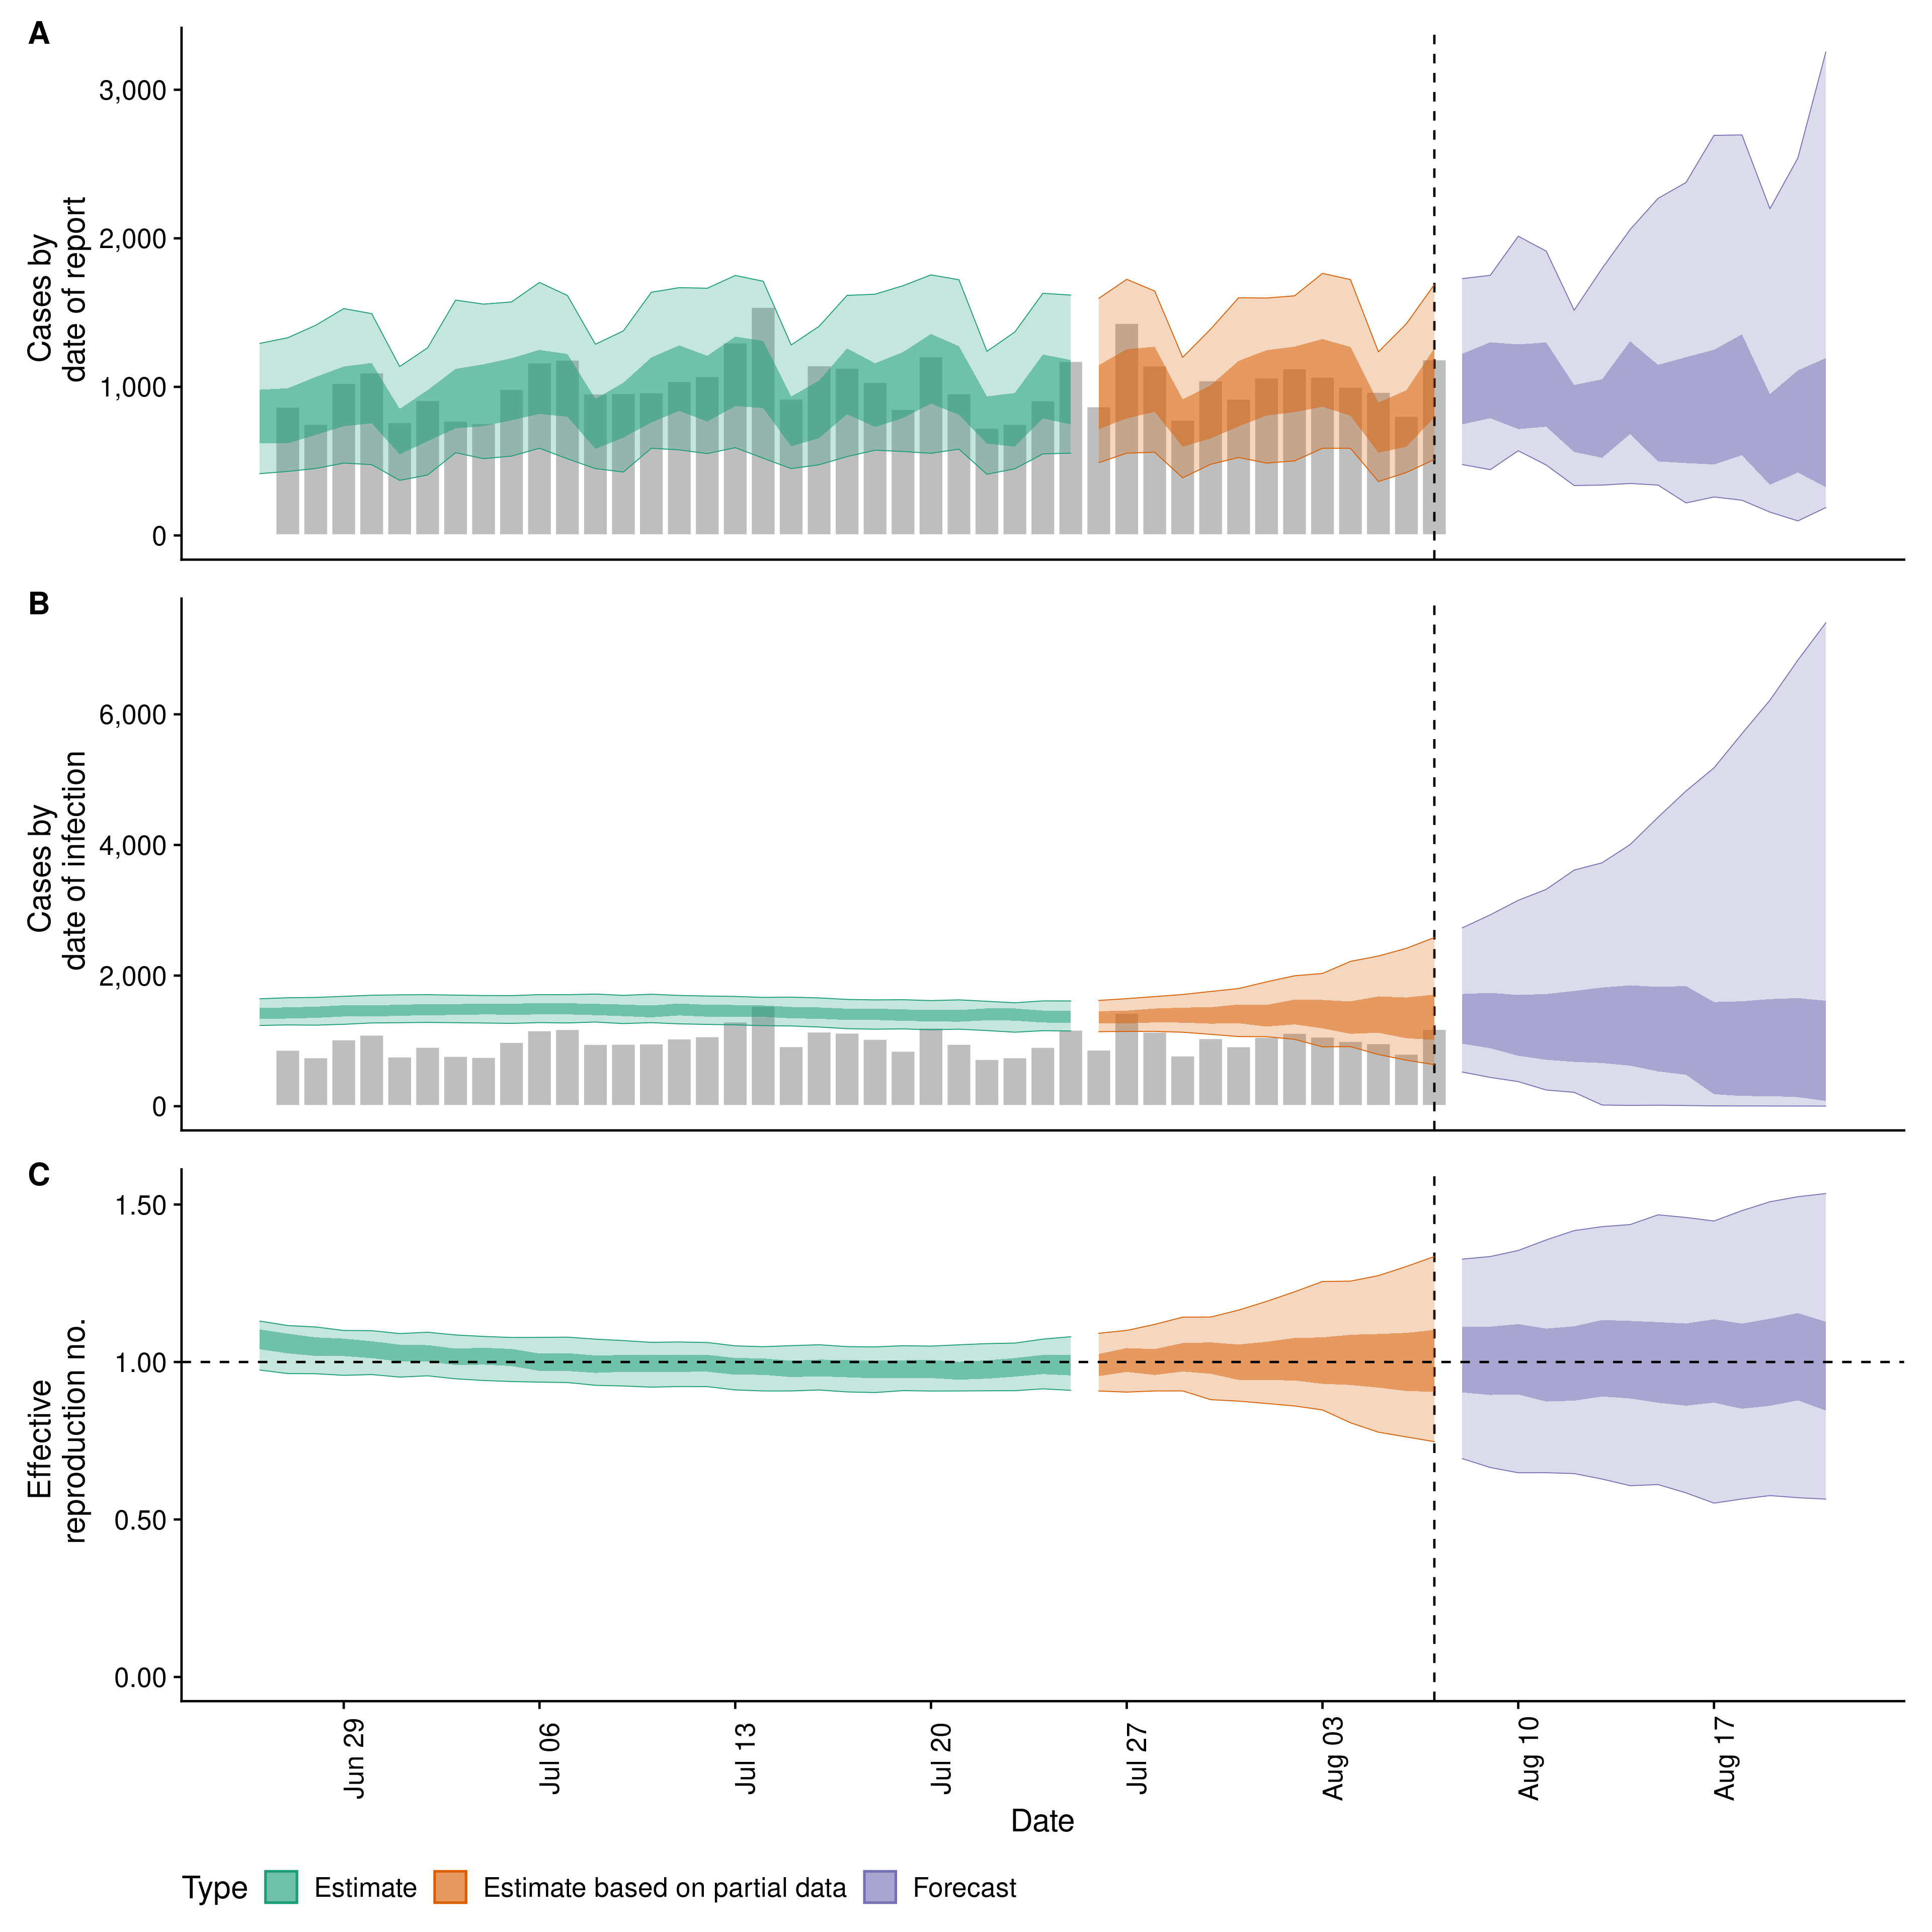 A
Cases by
date of report
3,000
2,000
1,000
0
B
Cases by
date of infection
6,000
4,000
2,000
0
C
Effective
reproduction no.
1.50
1.00
0.50
0.00
Jun 29
Jul 06
Jul 13
Jul 20
Jul 27
Aug 03
Aug 10
Aug 17
Date
Type Estimate Estimate based on partial data Forecast